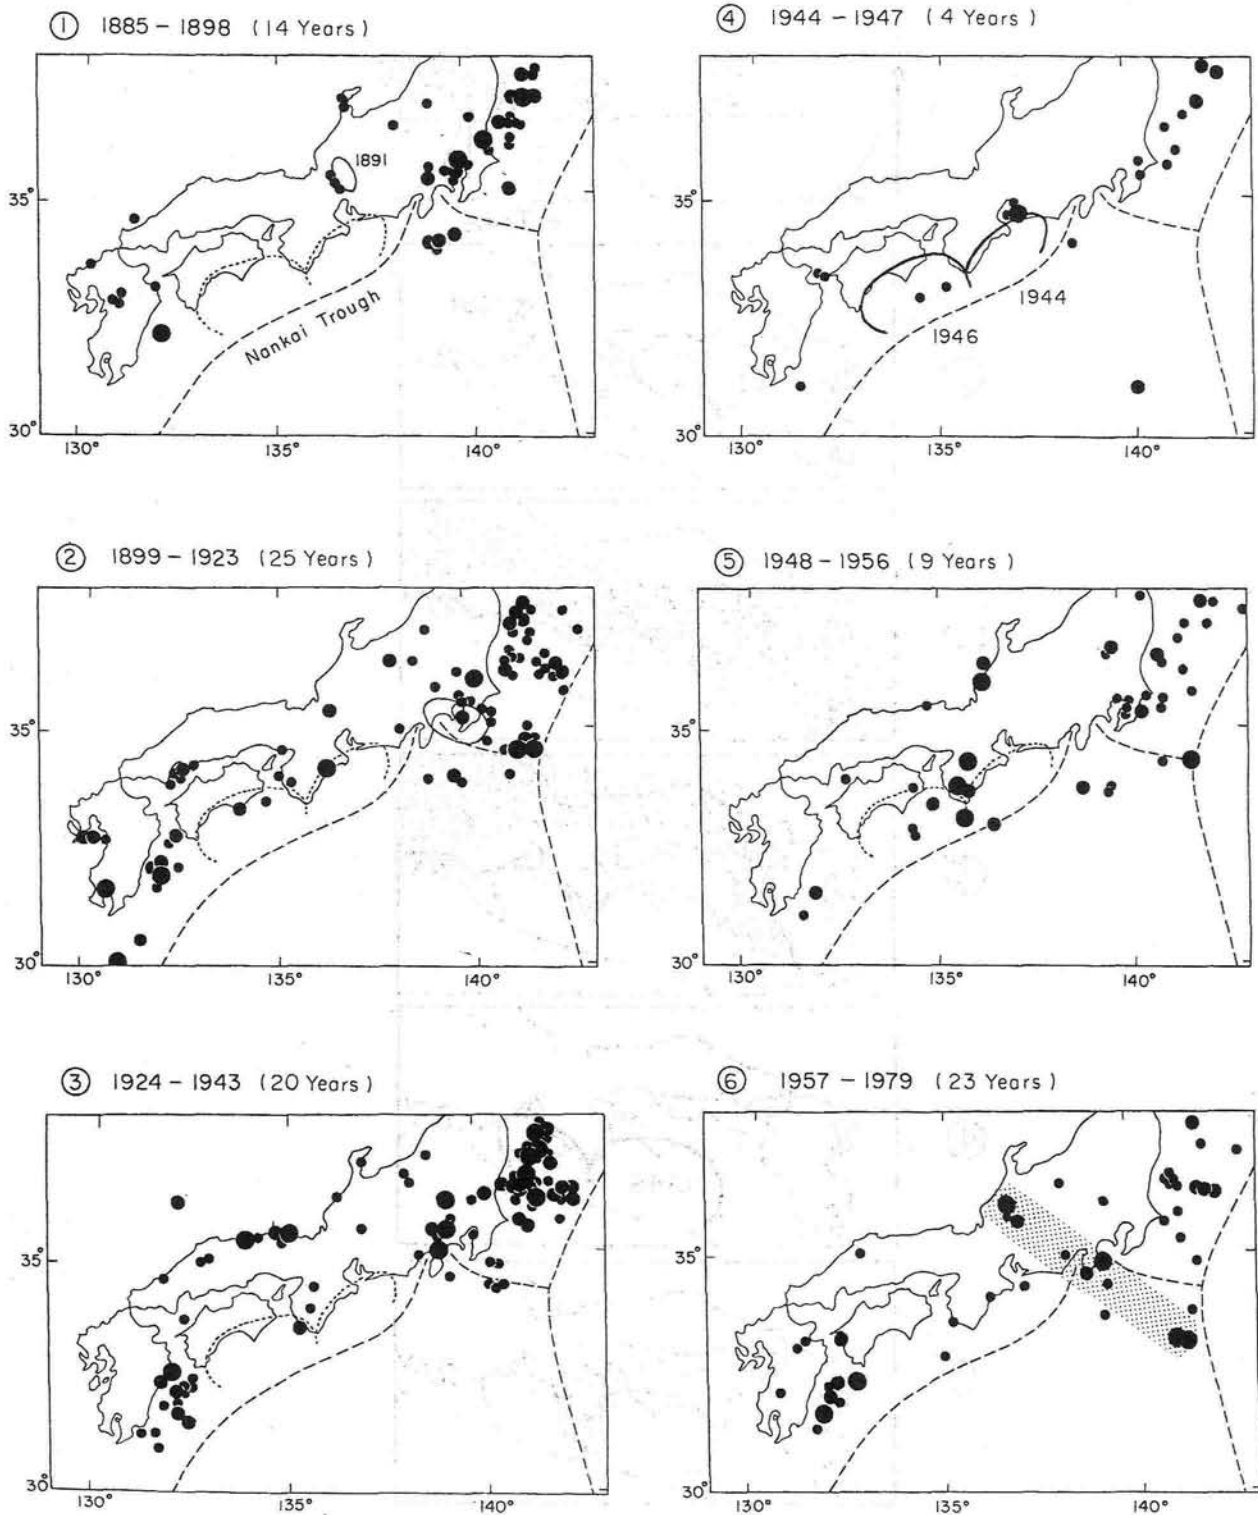 ① 1885 – 1898 (14 Years)
1891
35°
Nankai Trough
30°
130° 135° 140°
④ 1944 – 1947 (4 Years)
35°
1944
1946
30°
130° 135° 140°
② 1899 – 1923 (25 Years)
35°
30°
130° 135° 140°
⑤ 1948 – 1956 (9 Years)
35°
30°
130° 135° 140°
③ 1924 – 1943 (20 Years)
35°
30°
130° 135° 140°
⑥ 1957 – 1979 (23 Years)
35°
30°
130° 135° 140°